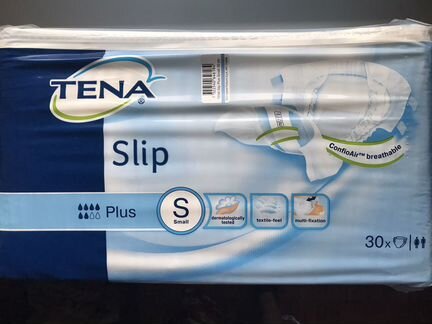 TENA®
Slip
ConfioAir™ breathable
Plus
S
Small
dermatologically
tested
textile-feel
multi-fixation
30x